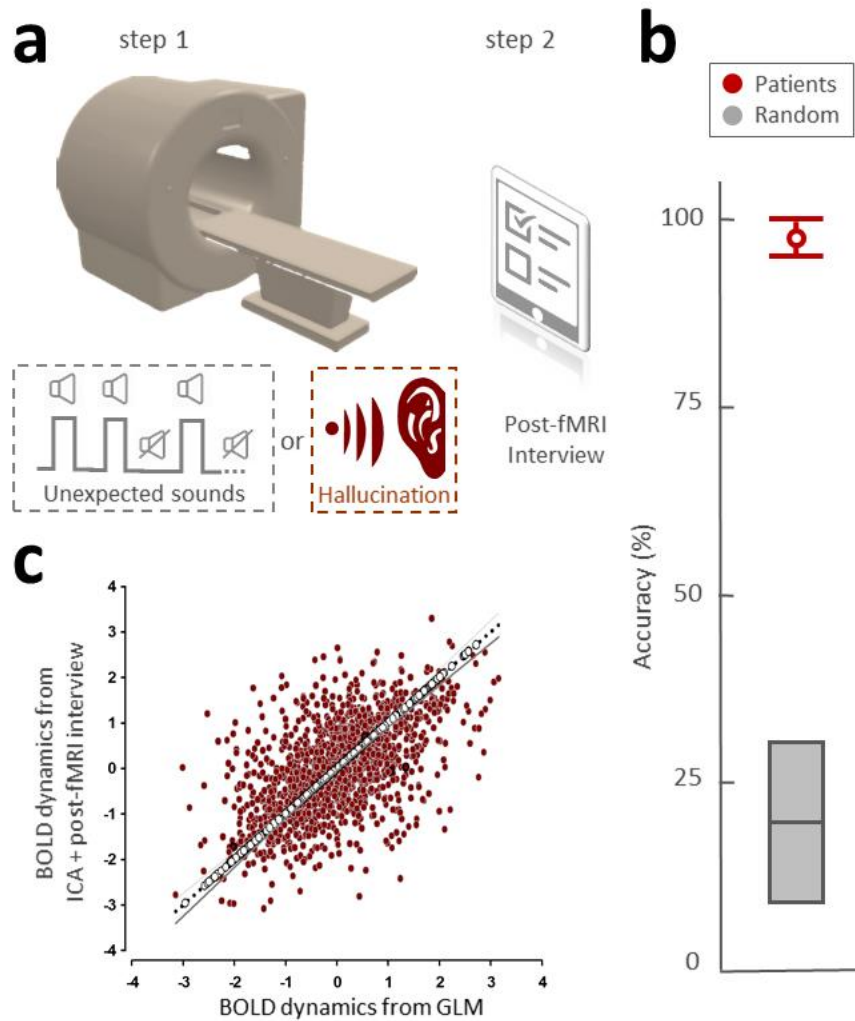 a
step 1
step 2
b
Patients
Random
Unexpected sounds
or
Hallucination
Post-fMRI
Interview
100
75
50
25
0
Accuracy (%)
c
4
3
2
1
0
-1
-2
-3
-4
BOLD dynamics from
ICA + post-fMRI interview
-4
-3
-2
-1
0
1
2
3
4
BOLD dynamics from GLM